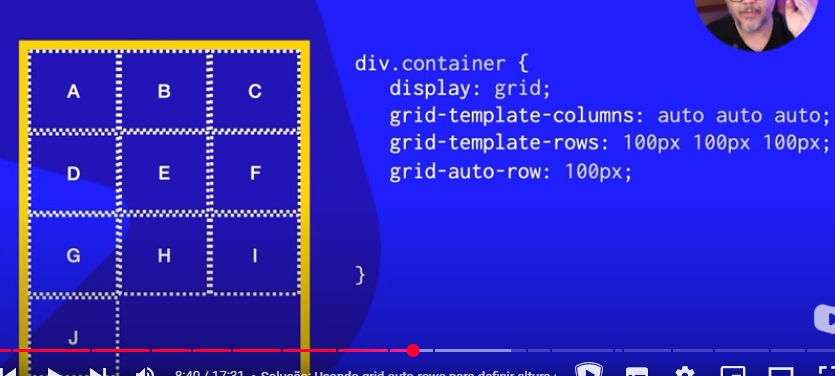 A B C
D E F
G H I
J
div.container {
display: grid;
grid-template-columns: auto auto auto;
grid-template-rows: 100px 100px 100px;
grid-auto-row: 100px;
}
8:40 / 17:31 • Solução: Usando grid-auto-rows para definir altura